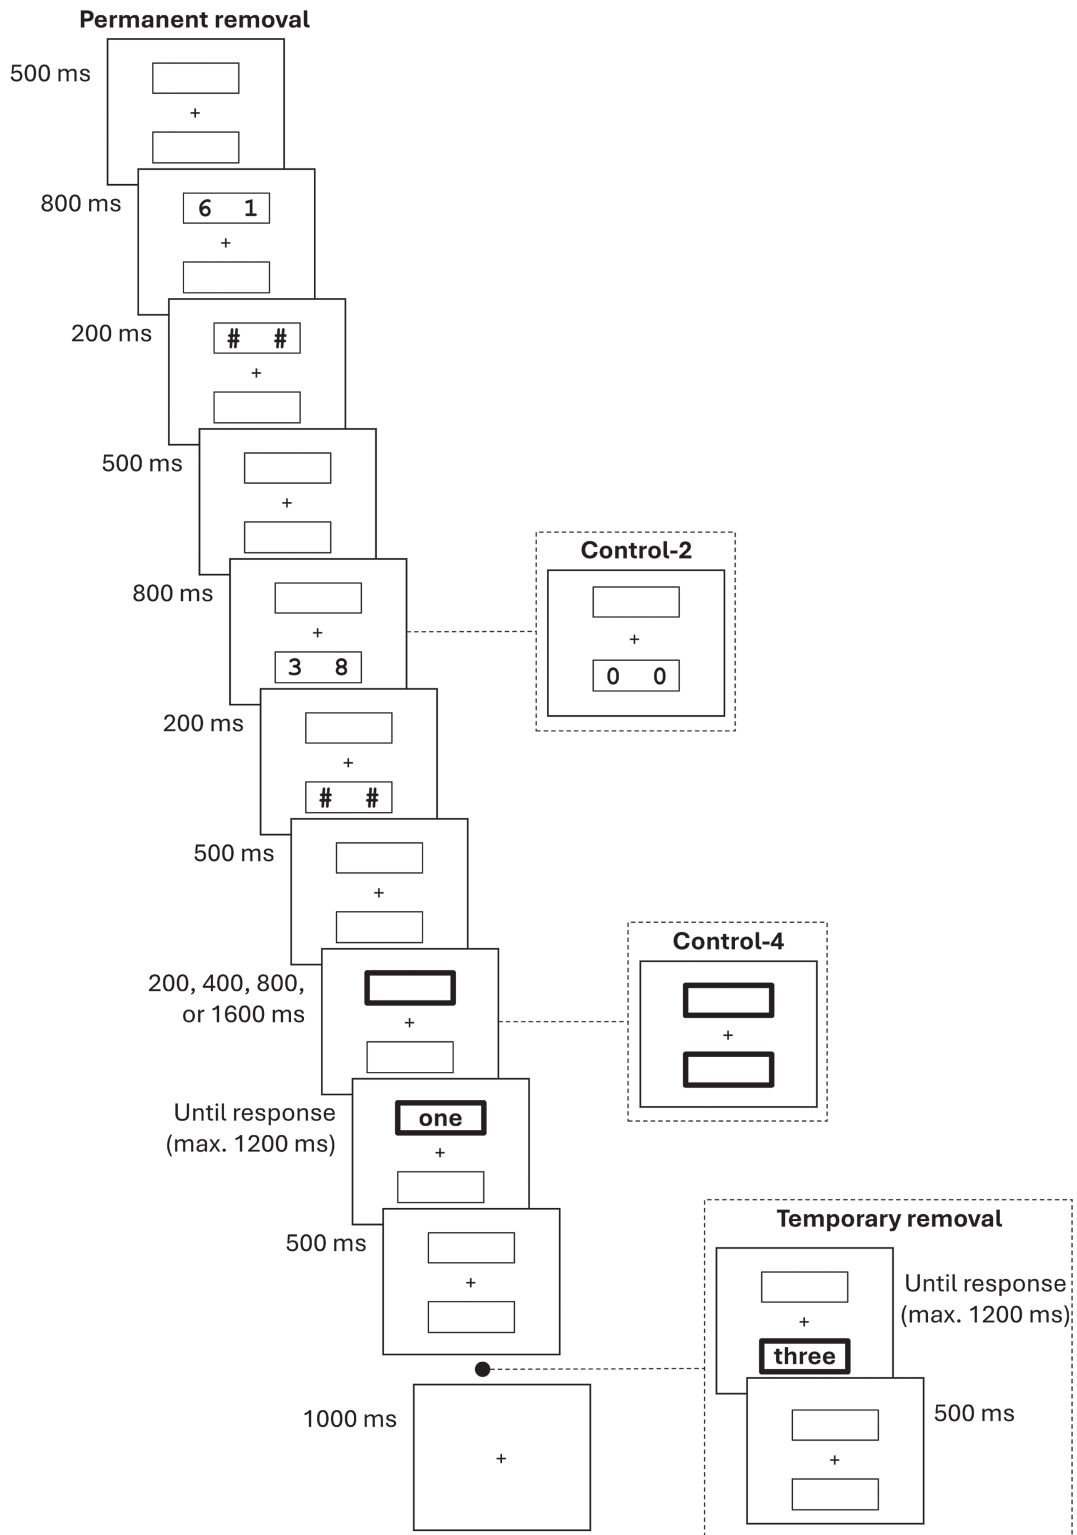 Permanent removal
500 ms
+
800 ms
6 1
+
200 ms
# #
+
500 ms
+
800 ms
+
3 8
Control-2
+
0 0
200 ms
+
# #
500 ms
+
200, 400, 800,
or 1600 ms
+
Control-4
+
Until response
(max. 1200 ms)
one
+
500 ms
+
Temporary removal
Until response
(max. 1200 ms)
+
three
500 ms
+
1000 ms
+